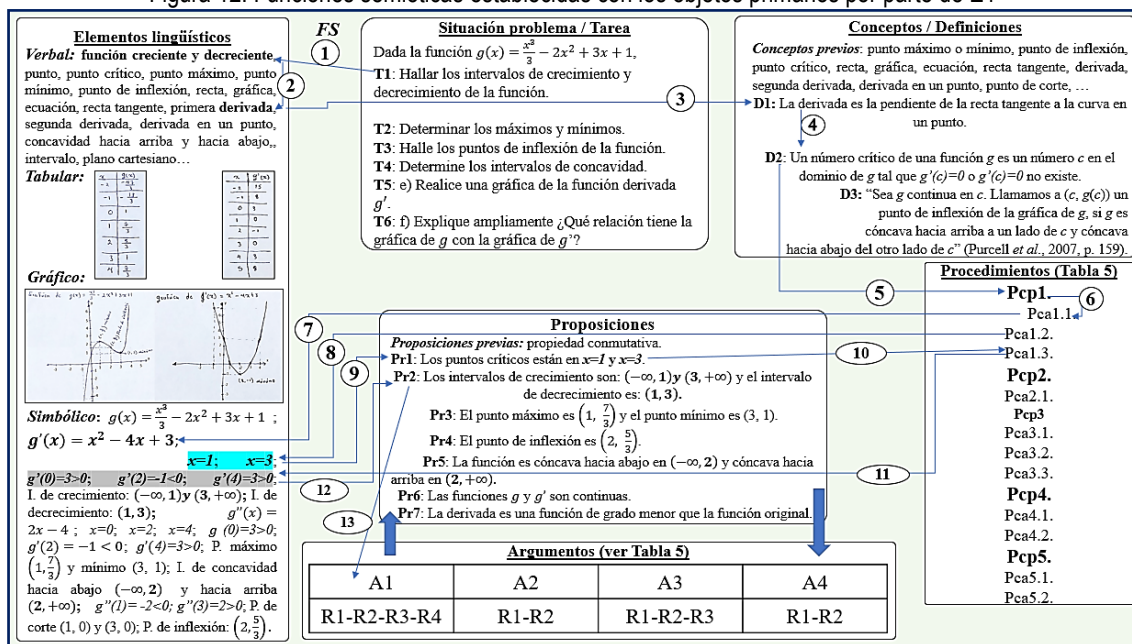 Figura 12. Funciones semióticas establecidas con los objetos primarios por parte de E4
Elementos lingüísticos
Verbal: función creciente y decreciente,
punto, punto crítico, punto máximo, punto
mínimo, punto de inflexión, recta, gráfica,
ecuación, recta tangente, primera derivada,
segunda derivada, derivada en un punto,
concavidad hacia arriba y hacia abajo,,
intervalo, plano cartesiano…
Tabular:
Gráfico:
Simbólico: g(x) = x³/3 − 2x² + 3x + 1 ;
g′(x) = x² − 4x + 3;
x=1; x=3;
g’(0)=3>0; g’(2)=-1<0; g’(4)=3>0;
I. de crecimiento: (−∞, 1) y (3, +∞); I. de
decrecimiento: (1, 3); g″(x) =
2x − 4 ; x=0; x=2; x=4; g (0)=3>0;
g′(2) = −1 < 0; g’(4)=3>0; P. máximo
(1, 7/3) y mínimo (3, 1); I. de concavidad
hacia abajo (−∞, 2) y hacia arriba
(2, +∞); g”(1)= -2<0; g”(3)=2>0; P. de
corte (1, 0) y (3, 0); P. de inflexión: (2, 5/3).
FS
1
2
Situación problema / Tarea
Dada la función g(x) = x³/3 − 2x² + 3x + 1,
T1: Hallar los intervalos de crecimiento y
decrecimiento de la función.
3
T2: Determinar los máximos y mínimos.
T3: Halle los puntos de inflexión de la función.
T4: Determine los intervalos de concavidad.
T5: e) Realice una gráfica de la función derivada
g′.
T6: f) Explique ampliamente ¿Qué relación tiene la
gráfica de g con la gráfica de g’?
Conceptos / Definiciones
Conceptos previos: punto máximo o mínimo, punto de inflexión,
punto crítico, recta, gráfica, ecuación, recta tangente, derivada,
segunda derivada, derivada en un punto, punto de corte, …
D1: La derivada es la pendiente de la recta tangente a la curva en
un punto.
4
D2: Un número crítico de una función g es un número c en el
dominio de g tal que g’(c)=0 o g’(c)=0 no existe.
D3: “Sea g continua en c. Llamamos a (c, g(c)) un
punto de inflexión de la gráfica de g, si g es
cóncava hacia arriba a un lado de c y cóncava
hacia abajo del otro lado de c” (Purcell et al., 2007, p. 159).
Procedimientos (Tabla 5)
5
Pcp1.
6
Pca1.1.
Pca1.2.
Pca1.3.
Pcp2.
Pca2.1.
Pcp3
Pca3.1.
Pca3.2.
Pca3.3.
Pcp4.
Pca4.1.
Pca4.2.
Pcp5.
Pca5.1.
Pca5.2.
7
8
9
10
11
12
13
Proposiciones
Proposiciones previas: propiedad conmutativa.
Pr1: Los puntos críticos están en x=1 y x=3.
Pr2: Los intervalos de crecimiento son: (−∞, 1) y (3, +∞) y el intervalo
de decrecimiento es: (1, 3).
Pr3: El punto máximo es (1, 7/3) y el punto mínimo es (3, 1).
Pr4: El punto de inflexión es (2, 5/3).
Pr5: La función es cóncava hacia abajo en (−∞, 2) y cóncava hacia
arriba en (2, +∞).
Pr6: Las funciones g y g′ son continuas.
Pr7: La derivada es una función de grado menor que la función original.
Argumentos (ver Tabla 5)
A1 A2 A3 A4
R1-R2-R3-R4 R1-R2 R1-R2-R3 R1-R2